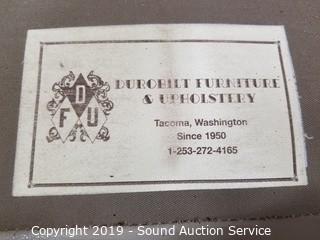 D
F U
DUROBILT FURNITURE
& UPHOLSTERY
Tacoma, Washington
Since 1950
1-253-272-4165
Copyright © 2019 - Sound Auction Service